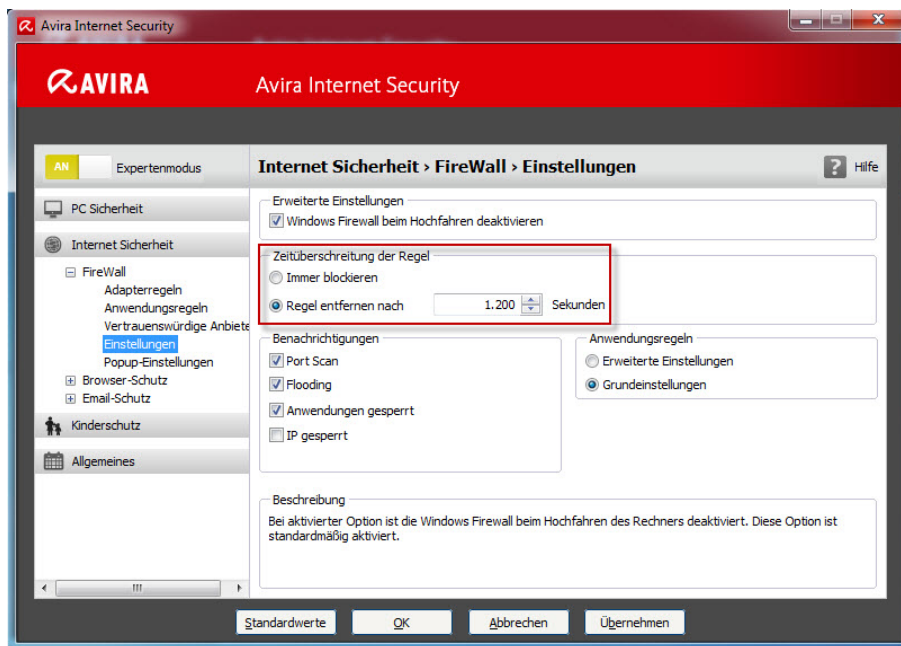 Avira Internet Security
AVIRA
Avira Internet Security
AN Expertenmodus
Internet Sicherheit › FireWall › Einstellungen
? Hilfe
PC Sicherheit
Internet Sicherheit
FireWall
Adapterregeln
Anwendungsregeln
Vertrauenswürdige Anbiete
Einstellungen
Popup-Einstellungen
Browser-Schutz
Email-Schutz
Kinderschutz
Allgemeines
Erweiterte Einstellungen
Windows Firewall beim Hochfahren deaktivieren
Zeitüberschreitung der Regel
Immer blockieren
Regel entfernen nach 1.200 Sekunden
Benachrichtigungen
Port Scan
Flooding
Anwendungen gesperrt
IP gesperrt
Anwendungsregeln
Erweiterte Einstellungen
Grundeinstellungen
Beschreibung
Bei aktivierter Option ist die Windows Firewall beim Hochfahren des Rechners deaktiviert. Diese Option ist
standardmäßig aktiviert.
Standardwerte OK Abbrechen Übernehmen